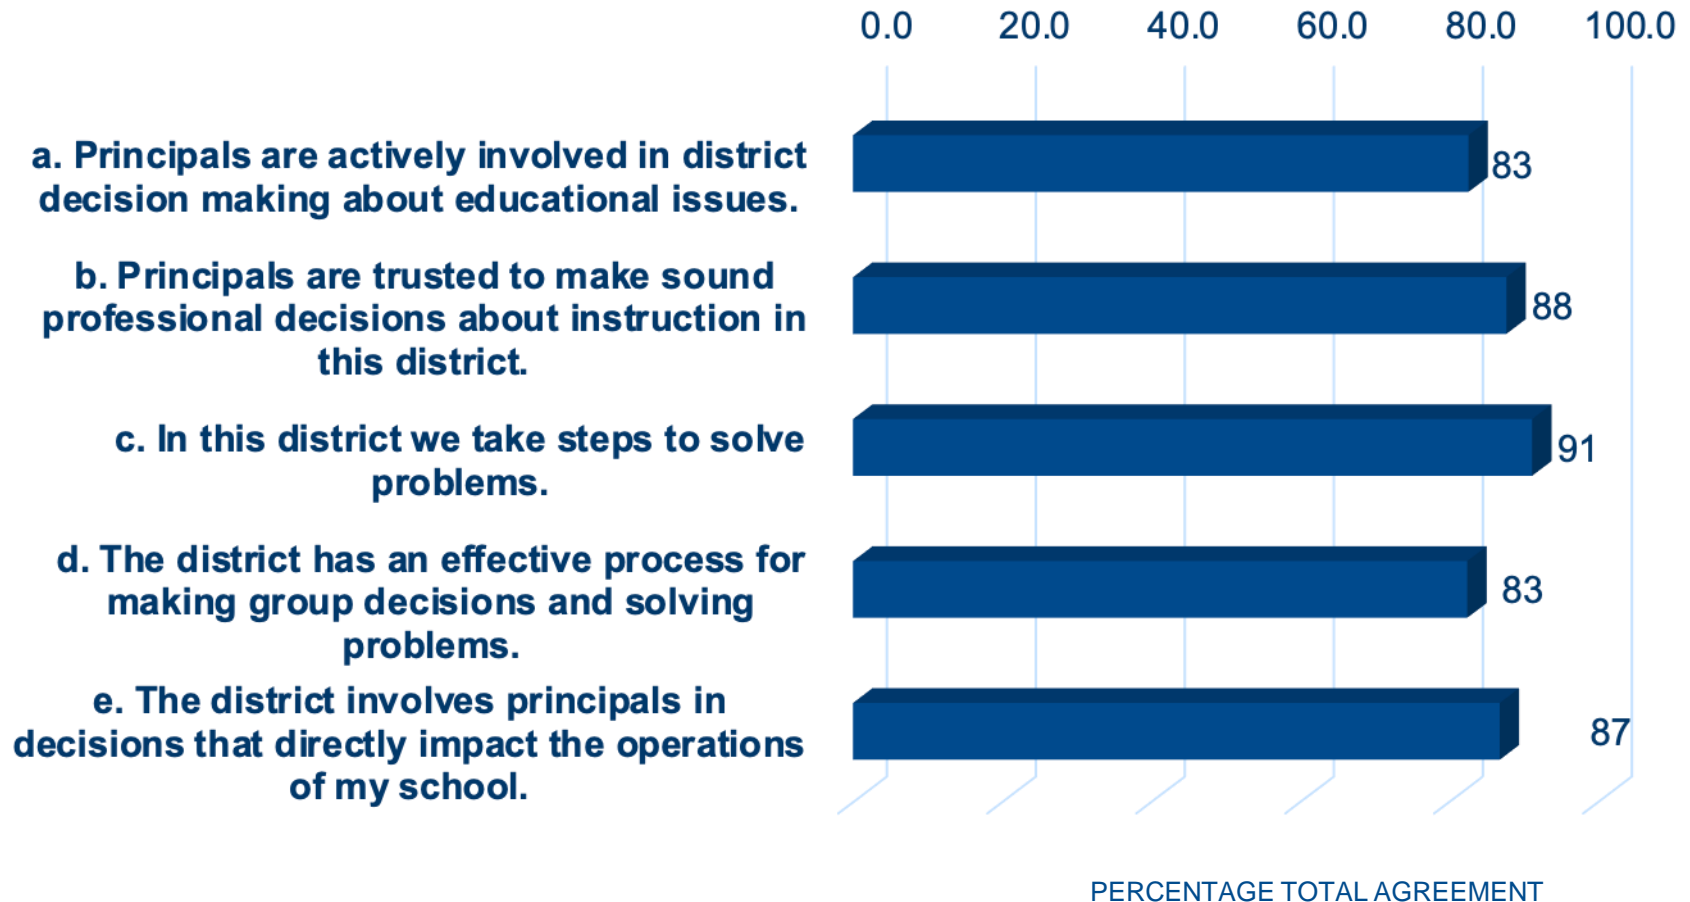 0.0 20.0 40.0 60.0 80.0 100.0
a. Principals are actively involved in district
decision making about educational issues.
83
b. Principals are trusted to make sound
professional decisions about instruction in
this district.
88
c. In this district we take steps to solve
problems.
91
d. The district has an effective process for
making group decisions and solving
problems.
83
e. The district involves principals in
decisions that directly impact the operations
of my school.
87
PERCENTAGE TOTAL AGREEMENT